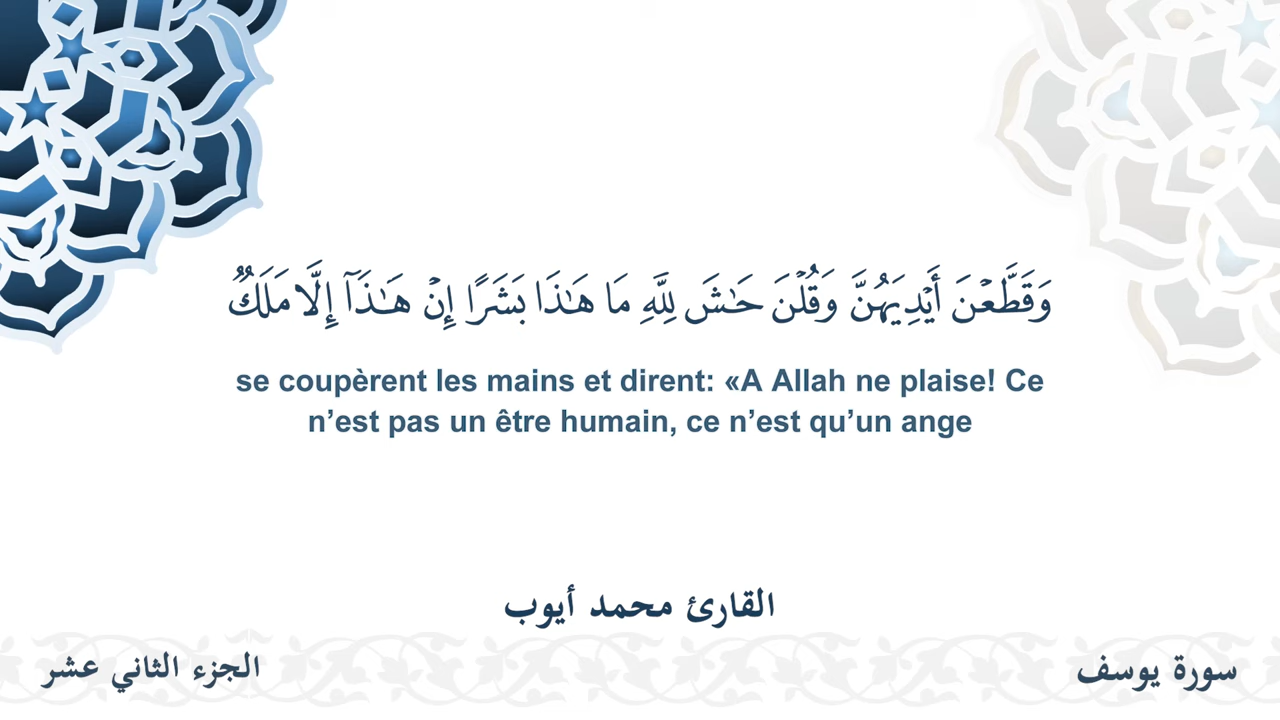 وَقَطَّعۡنَ أَيۡدِيَهُنَّ وَقُلۡنَ حَٰشَ لِلَّهِ مَا هَٰذَا بَشَرًا إِنۡ هَٰذَآ إِلَّا مَلَكٞ
se coupèrent les mains et dirent: «A Allah ne plaise! Ce
n’est pas un être humain, ce n’est qu’un ange
القارئ محمد أيوب
سورة يوسف
الجزء الثاني عشر